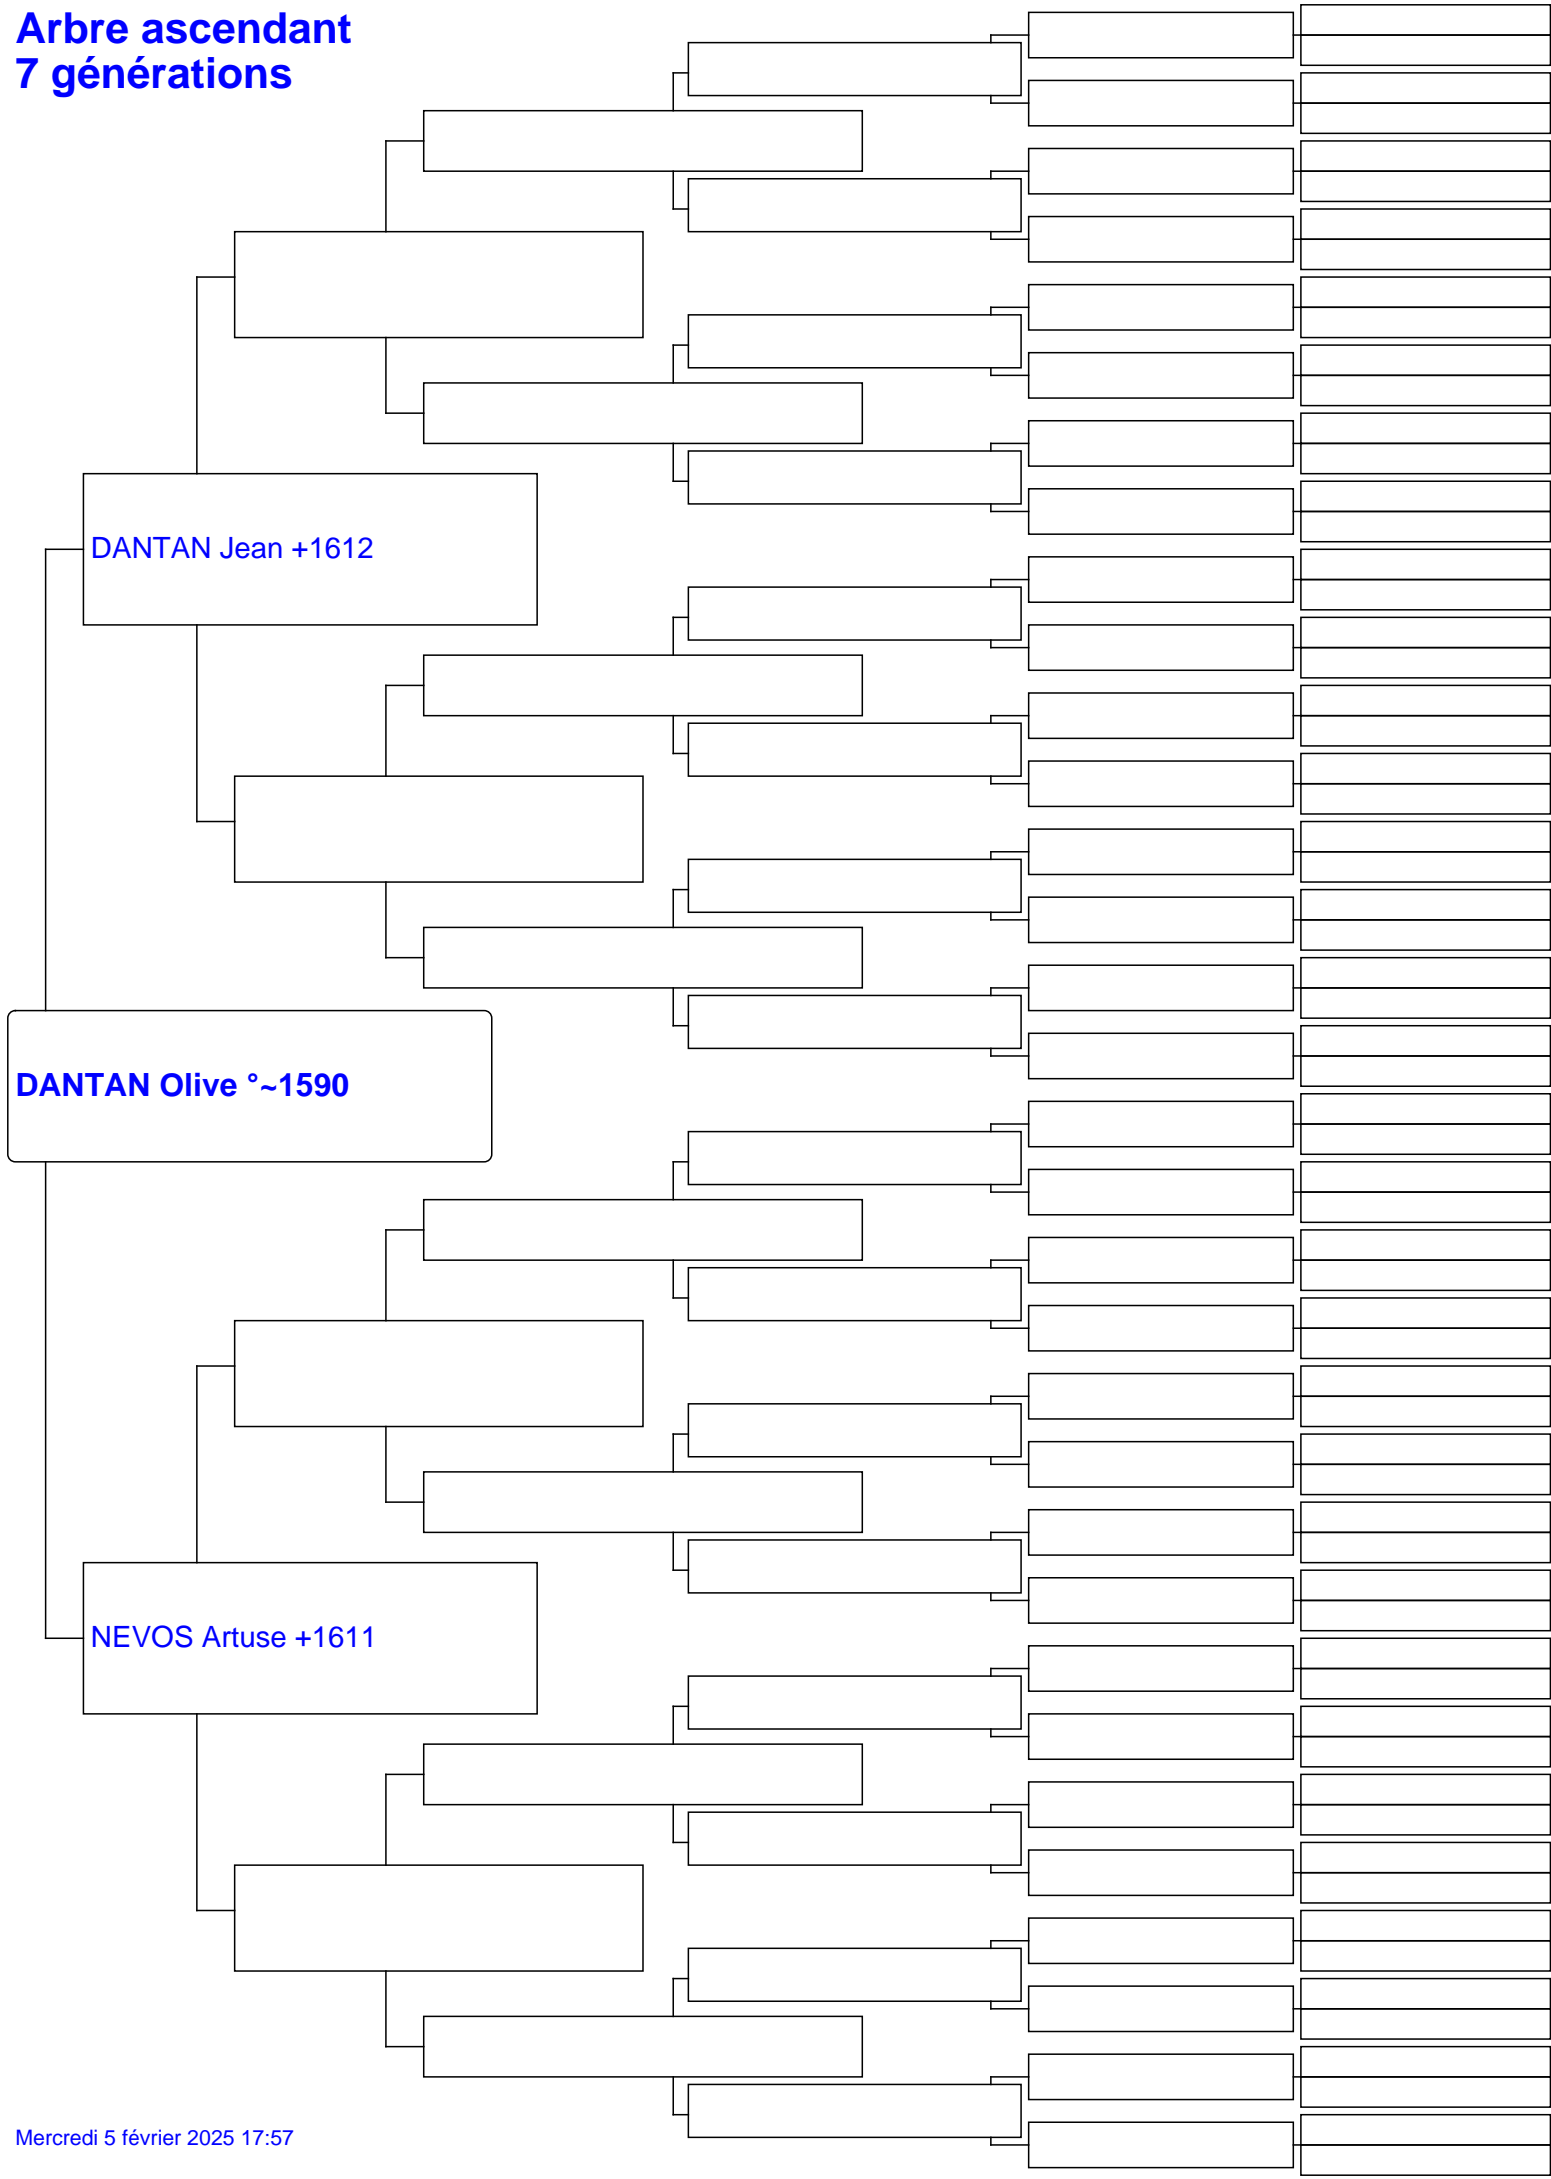 Arbre ascendant
7 générations
DANTAN Jean +1612
DANTAN Olive °~1590
NEVOS Artuse +1611
Mercredi 5 février 2025 17:57